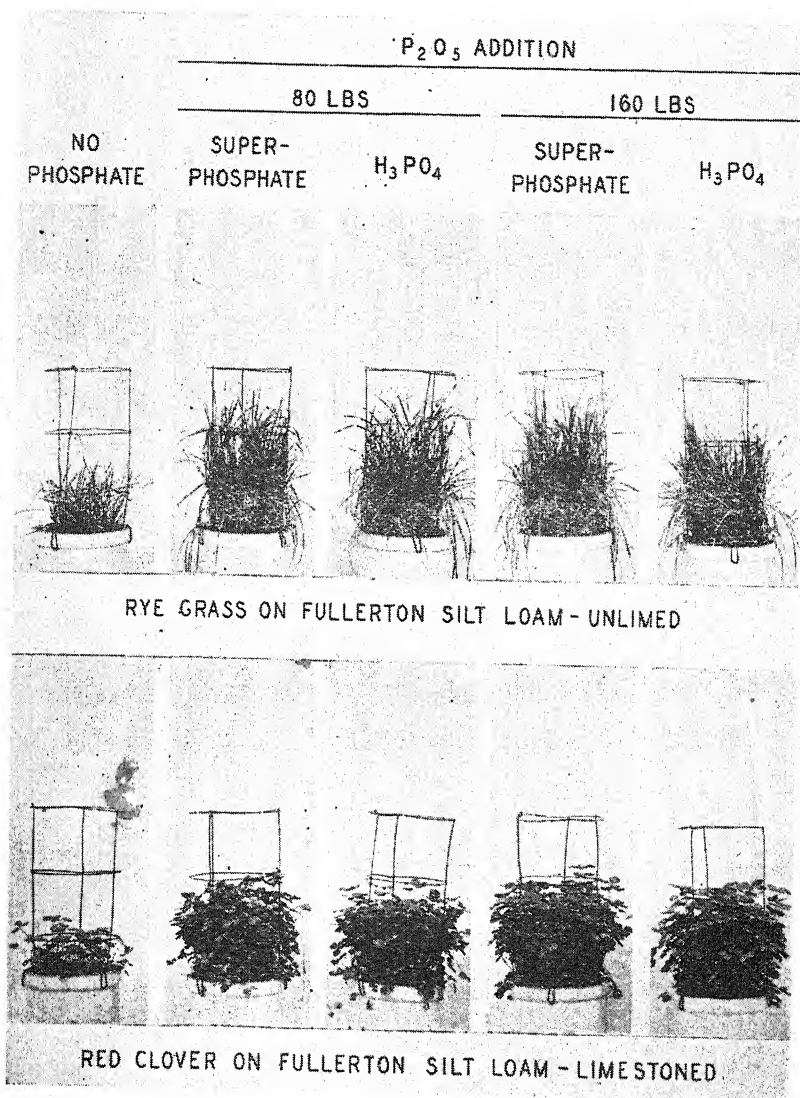 P₂O₅ ADDITION
80 LBS
160 LBS
NO
PHOSPHATE
SUPER-
PHOSPHATE
H₃PO₄
SUPER-
PHOSPHATE
H₃PO₄
RYE GRASS ON FULLERTON SILT LOAM - UNLIMED
RED CLOVER ON FULLERTON SILT LOAM - LIMESTONED